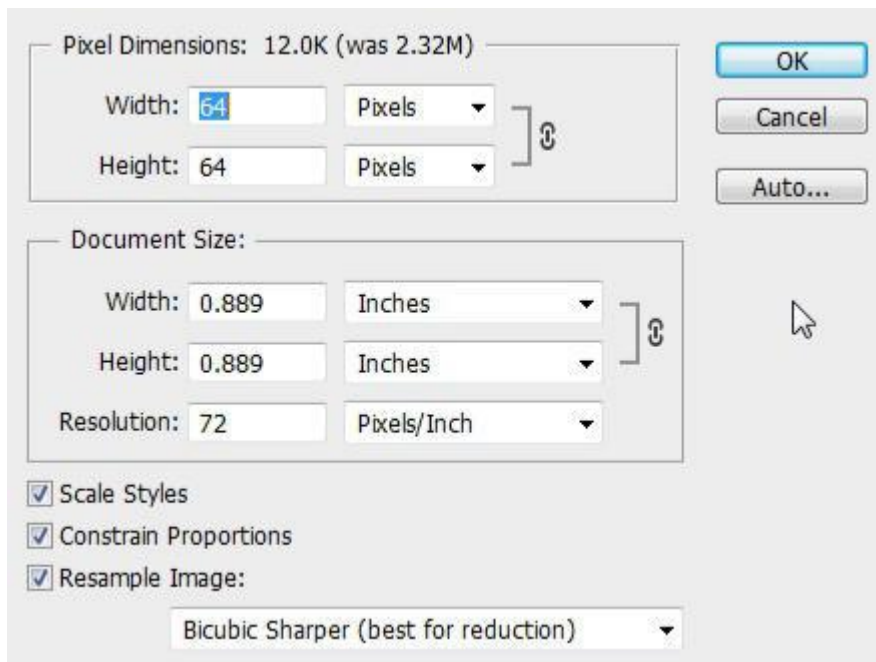 Pixel Dimensions: 12.0K (was 2.32M)
OK
Width: 64 Pixels
Cancel
Height: 64 Pixels
Auto...
Document Size:
Width: 0.889 Inches
Height: 0.889 Inches
Resolution: 72 Pixels/Inch
Scale Styles
Constrain Proportions
Resample Image:
Bicubic Sharper (best for reduction)